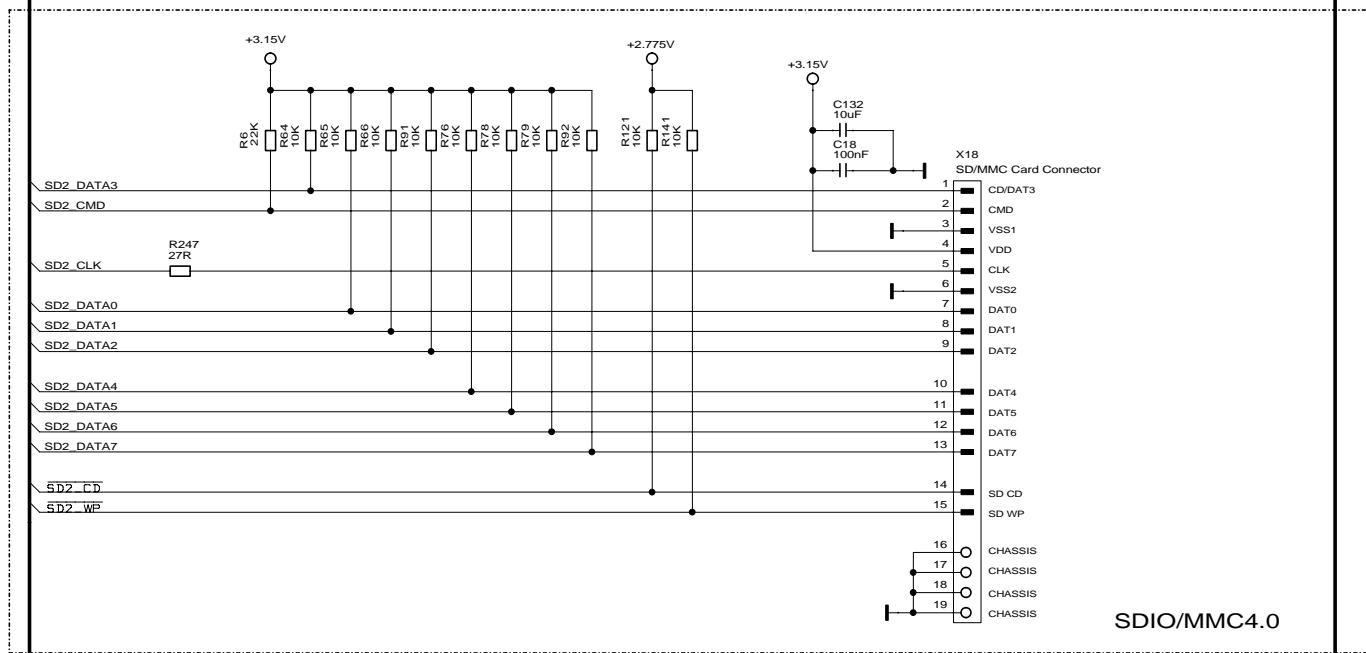 +3.15V
+2.775V
+3.15V
C132
10uF
C18
100nF
R6
22K
R64
10K
R65
10K
R66
10K
R91
10K
R76
10K
R78
10K
R79
10K
R92
10K
R121
10K
R141
10K
X18
SD/MMC Card Connector
SD2_DATA3
1
CD/DAT3
SD2_CMD
2
CMD
3
VSS1
R247
27R
4
VDD
SD2_CLK
5
CLK
6
VSS2
SD2_DATA0
7
DAT0
SD2_DATA1
8
DAT1
SD2_DATA2
9
DAT2
SD2_DATA4
10
DAT4
SD2_DATA5
11
DAT5
SD2_DATA6
12
DAT6
SD2_DATA7
13
DAT7
SD2_CD
14
SD CD
SD2_WP
15
SD WP
16
CHASSIS
17
CHASSIS
18
CHASSIS
19
CHASSIS
SDIO/MMC4.0